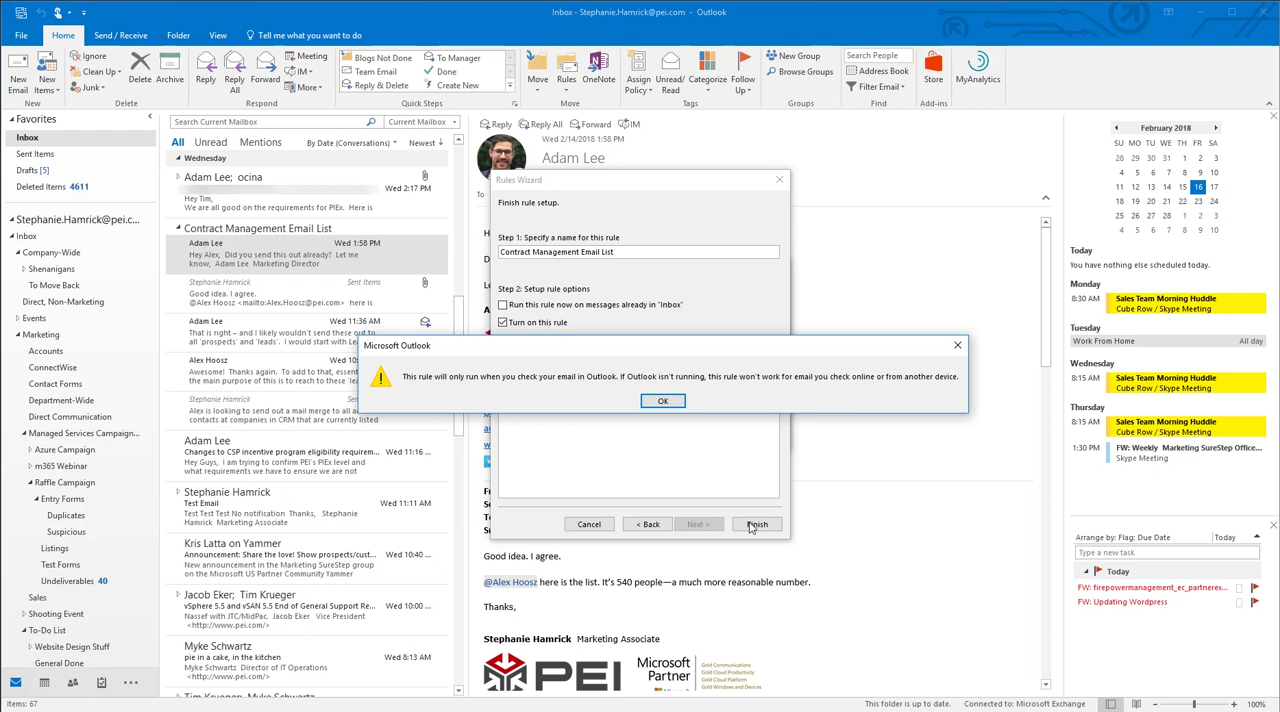 Inbox - Stephanie.Hamrick@pei.com - Outlook
File Home Send / Receive Folder View Tell me what you want to do
New Email
New Items
Ignore
Clean Up
Junk
Delete
Archive
Delete
Reply
Reply All
Forward
Meeting
IM
More
Respond
Blogs Not Done
Team Email
Reply & Delete
To Manager
Done
Create New
Quick Steps
Move
Rules
OneNote
Move
Assign Policy
Unread/ Read
Categorize
Follow Up
Tags
New Group
Browse Groups
Groups
Search People
Address Book
Filter Email
Find
Store
Add-ins
MyAnalytics
Favorites
Inbox
Sent Items
Drafts [5]
Deleted Items 4611
Stephanie.Hamrick@pei.c...
Inbox
Company-Wide
Shenanigans
To Move Back
Direct, Non-Marketing
Events
Marketing
Accounts
ConnectWise
Contact Forms
Department-Wide
Direct Communication
Managed Services Campaign...
Azure Campaign
m365 Webinar
Raffle Campaign
Entry Forms
Duplicates
Suspicious
Listings
Test Forms
Undeliverables 40
Sales
Shooting Event
To-Do List
Website Design Stuff
General Done
Search Current Mailbox
Current Mailbox
All Unread Mentions By Date (Conversations) Newest ↓
Wednesday
Adam Lee; ocina
Wed 2:17 PM
Hey Tim,
We are all good on the requirements for PIEx. Here is
Contract Management Email List
Adam Lee Wed 1:58 PM
Hey Alex, Did you send this out already? Let me
know, Adam Lee Marketing Director
Stephanie Hamrick Sent Items
Good idea. I agree.
@Alex Hoosz <mailto:Alex.Hoosz@pei.com> here is
Adam Lee Wed 11:36 AM
That is right – and I likely wouldn't send these out to
all `prospects` and `leads`. I would start with
Alex Hoosz Wed 10:
Awesome! Thanks again. To add to that, essent
the main purpose of this is to reach to these `lea
Stephanie Hamrick
Alex is looking to send out a mail merge to all
contacts at companies in CRM that are currently
Adam Lee
Changes to CSP incentive program eligibility requirem... Wed 11:16 ...
Hey Guys, I am trying to confirm PEI's PIEx level and
what requirements we have to ensure we are not
Stephanie Hamrick
Test Email Wed 11:11 AM
Test Test Test No notification Thanks, Stephanie
Hamrick Marketing Associate
Kris Latta on Yammer
Announcement: Share the love! Show prospects/cust... Wed 10:40 ...
New announcement in the Marketing SureStep group
on the Microsoft US Partner Community Yammer
Jacob Eker; Tim Krueger
vSphere 5.5 and vSAN 5.5 End of General Support Re... Wed 10:00 ...
Nassef with JTC/MidPac. Jacob Eker Vice President
<http://www.pei.com/>
Myke Schwartz
pie in a cake, in the kitchen Wed 8:13 AM
Myke Schwartz Director of IT Operations
<http://www.pei.com/>
Tim Krueger; Myke Schwartz
Reply Reply All Forward IM
Wed 2/14/2018 1:58 PM
Adam Lee
To
Rules Wizard
Finish rule setup.
Step 1: Specify a name for this rule
Contract Management Email List
Step 2: Setup rule options
Run this rule now on messages already in "Inbox"
Turn on this rule
Microsoft Outlook
This rule will only run when you check your email in Outlook. If Outlook isn't running, this rule won't work for email you check online or from another device.
OK
Cancel < Back Next > Finish
Good idea. I agree.
@Alex Hoosz here is the list. It's 540 people—a much more reasonable number.
Thanks,
Stephanie Hamrick Marketing Associate
PEI
Microsoft Partner
Gold Communications
Gold Cloud Productivity
Gold Cloud Platform
Gold Windows and Devices
February 2018
SU MO TU WE TH FR SA
28 29 30 31 1 2 3
4 5 6 7 8 9 10
11 12 13 14 15 16 17
18 19 20 21 22 23 24
25 26 27 28 1 2 3
4 5 6 7 8 9 10
Today
You have nothing else scheduled today.
Monday
8:30 AM Sales Team Morning Huddle
Cube Row / Skype Meeting
Tuesday
Work From Home All day
Wednesday
8:15 AM Sales Team Morning Huddle
Cube Row / Skype Meeting
Thursday
8:15 AM Sales Team Morning Huddle
Cube Row / Skype Meeting
1:30 PM FW: Weekly Marketing SureStep Office...
Skype Meeting
Arrange by: Flag: Due Date Today
Type a new task
Today
FW: firepowermanagement_ec_partnerex...
FW: Updating Wordpress
Items: 67
This folder is up to date. Connected to: Microsoft Exchange 100%